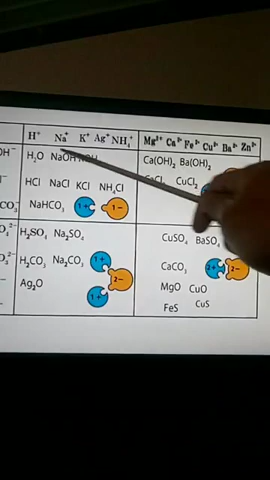 H⁺ Na⁺ K⁺ Ag⁺ NH₄⁺ Mg²⁺ Ca²⁺ Fe²⁺ Cu²⁺ Ba²⁺ Zn²⁺
OH⁻ H₂O NaOH KOH Ca(OH)₂ Ba(OH)₂
HCl NaCl KCl NH₄Cl CuCl₂
NaHCO₃ 1+ 1−
H₂SO₄ Na₂SO₄ CuSO₄ BaSO₄
H₂CO₃ Na₂CO₃ 1+ 2− CaCO₃ 2+ 2−
Ag₂O 1+ MgO CuO
FeS CuS